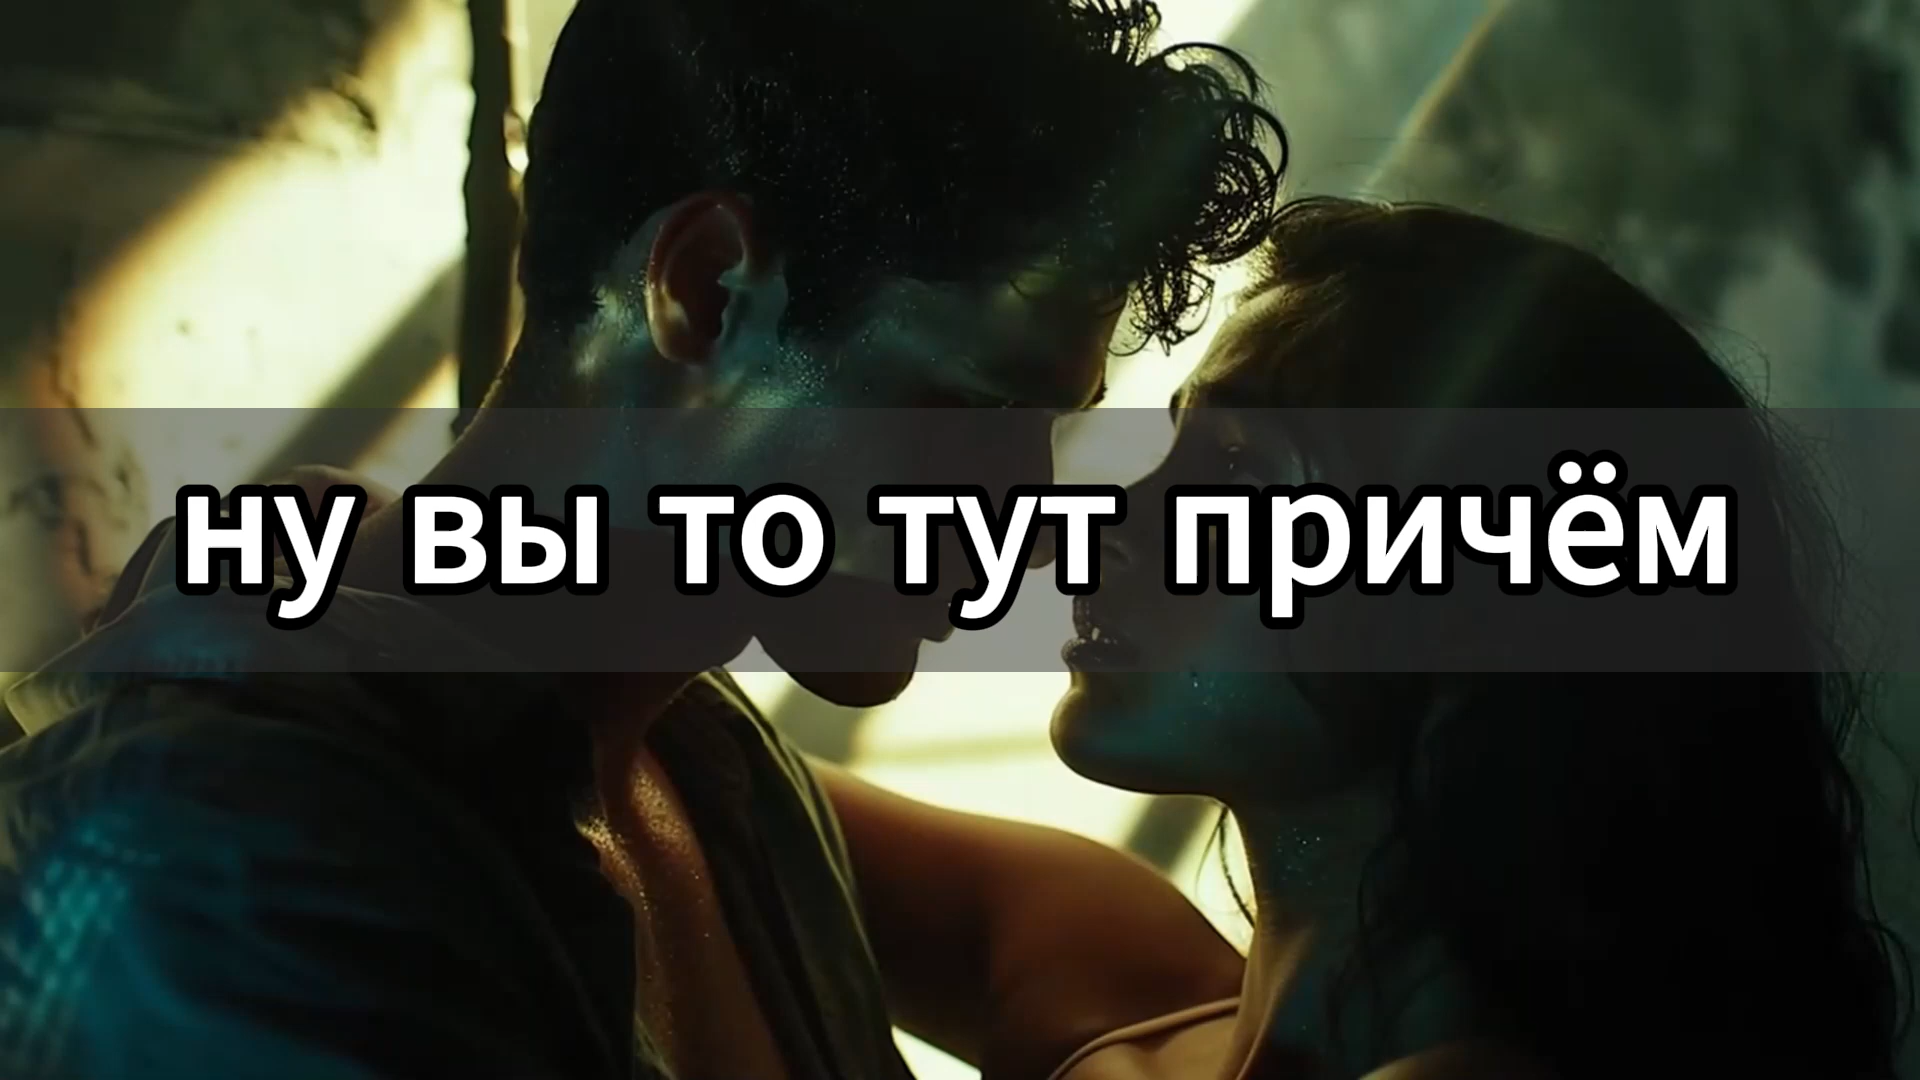 ну вы то тут причём